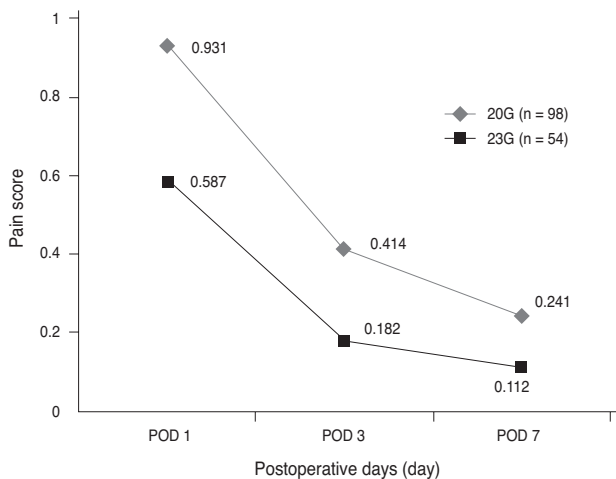 1
0.931
0.8
20G (n = 98)
23G (n = 54)
0.6
0.587
Pain score
0.4
0.414
0.241
0.2
0.182
0.112
0
POD 1 POD 3 POD 7
Postoperative days (day)